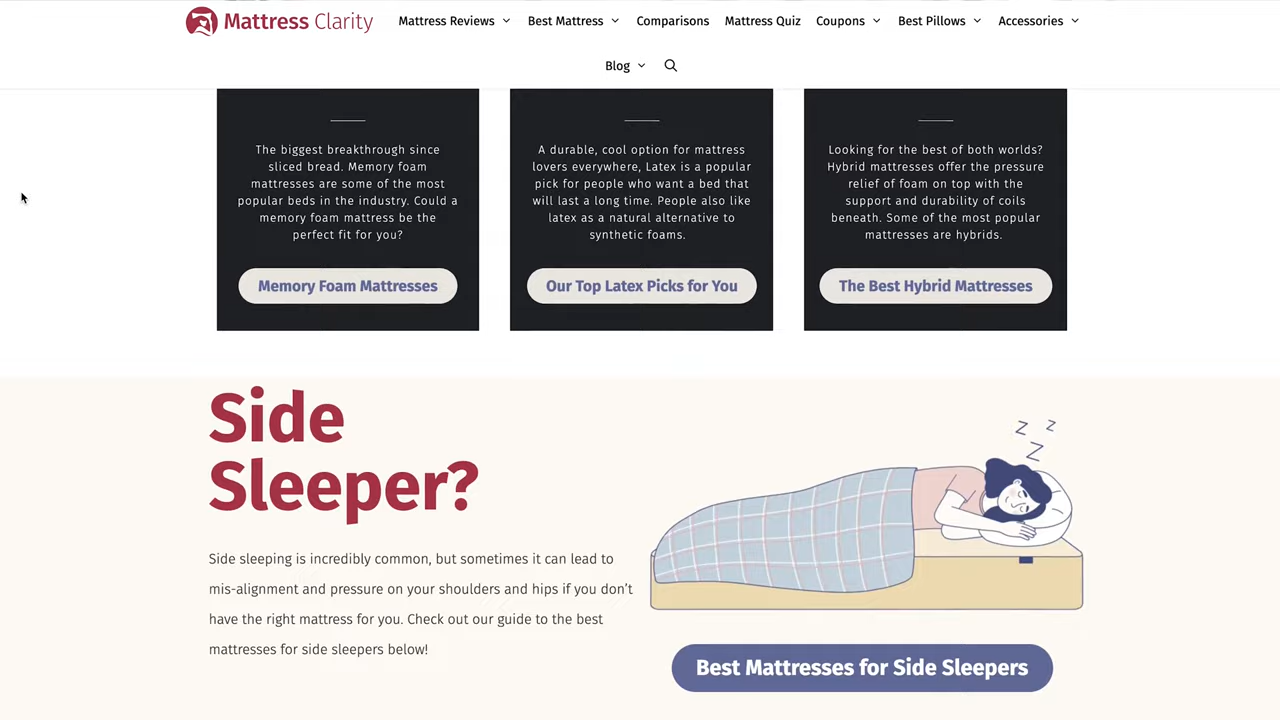 Mattress Clarity
Mattress Reviews
Best Mattress
Comparisons
Mattress Quiz
Coupons
Best Pillows
Accessories
Blog
The biggest breakthrough since
sliced bread. Memory foam
mattresses are some of the most
popular beds in the industry. Could a
memory foam mattress be the
perfect fit for you?
Memory Foam Mattresses
A durable, cool option for mattress
lovers everywhere, Latex is a popular
pick for people who want a bed that
will last a long time. People also like
latex as a natural alternative to
synthetic foams.
Our Top Latex Picks for You
Looking for the best of both worlds?
Hybrid mattresses offer the pressure
relief of foam on top with the
support and durability of coils
beneath. Some of the most popular
mattresses are hybrids.
The Best Hybrid Mattresses
Side
Sleeper?
Side sleeping is incredibly common, but sometimes it can lead to
mis-alignment and pressure on your shoulders and hips if you don't
have the right mattress for you. Check out our guide to the best
mattresses for side sleepers below!
Z Z
Z
Best Mattresses for Side Sleepers